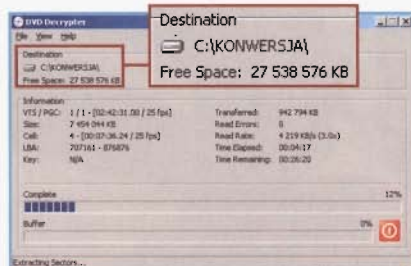 DVD Decrypter
File View Help
Destination
C:\KONWERSJA\
Free Space: 27 538 576 KB
Destination
C:\KONWERSJA\
Free Space: 27 538 576 KB
Information
VTS / PGC: 1 / 1 - [02:42:31.00 / 25 fps]
Size: 7 454 044 KB
Cell: 4 - [00:07:36.24 / 25 fps]
LBA: 707161 - 876876
Key: N/A
Transferred: 942 794 KB
Read Errors: 0
Read Rate: 4 219 KB/s (3.0x)
Time Elapsed: 00:04:17
Time Remaining: 00:26:20
Complete 12%
Buffer 0%
Extracting Sectors...